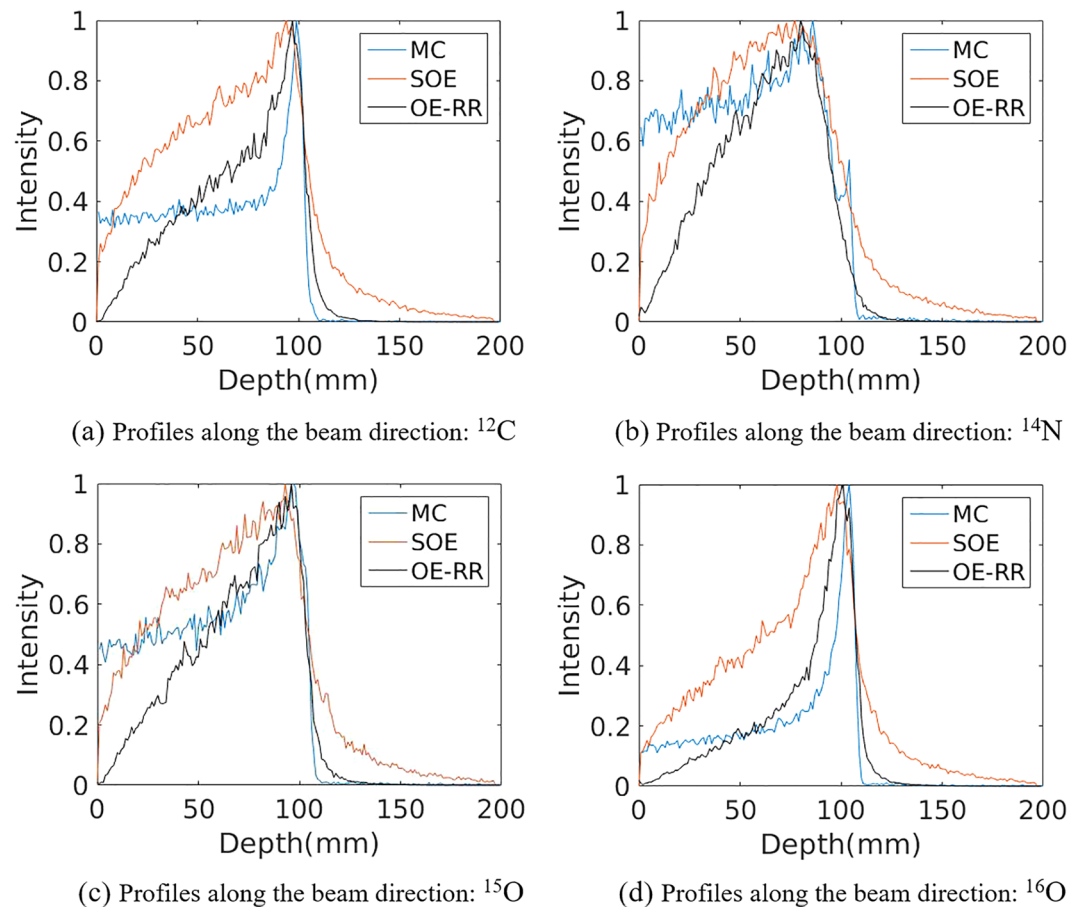 1
0.8
0.6
0.4
0.2
0
Intensity
0 50 100 150 200
Depth(mm)
MC
SOE
OE-RR
(a) Profiles along the beam direction: ¹²C
1
0.8
0.6
0.4
0.2
0
Intensity
0 50 100 150 200
Depth(mm)
MC
SOE
OE-RR
(b) Profiles along the beam direction: ¹⁴N
1
0.8
0.6
0.4
0.2
0
Intensity
0 50 100 150 200
Depth(mm)
MC
SOE
OE-RR
(c) Profiles along the beam direction: ¹⁵O
1
0.8
0.6
0.4
0.2
0
Intensity
0 50 100 150 200
Depth(mm)
MC
SOE
OE-RR
(d) Profiles along the beam direction: ¹⁶O